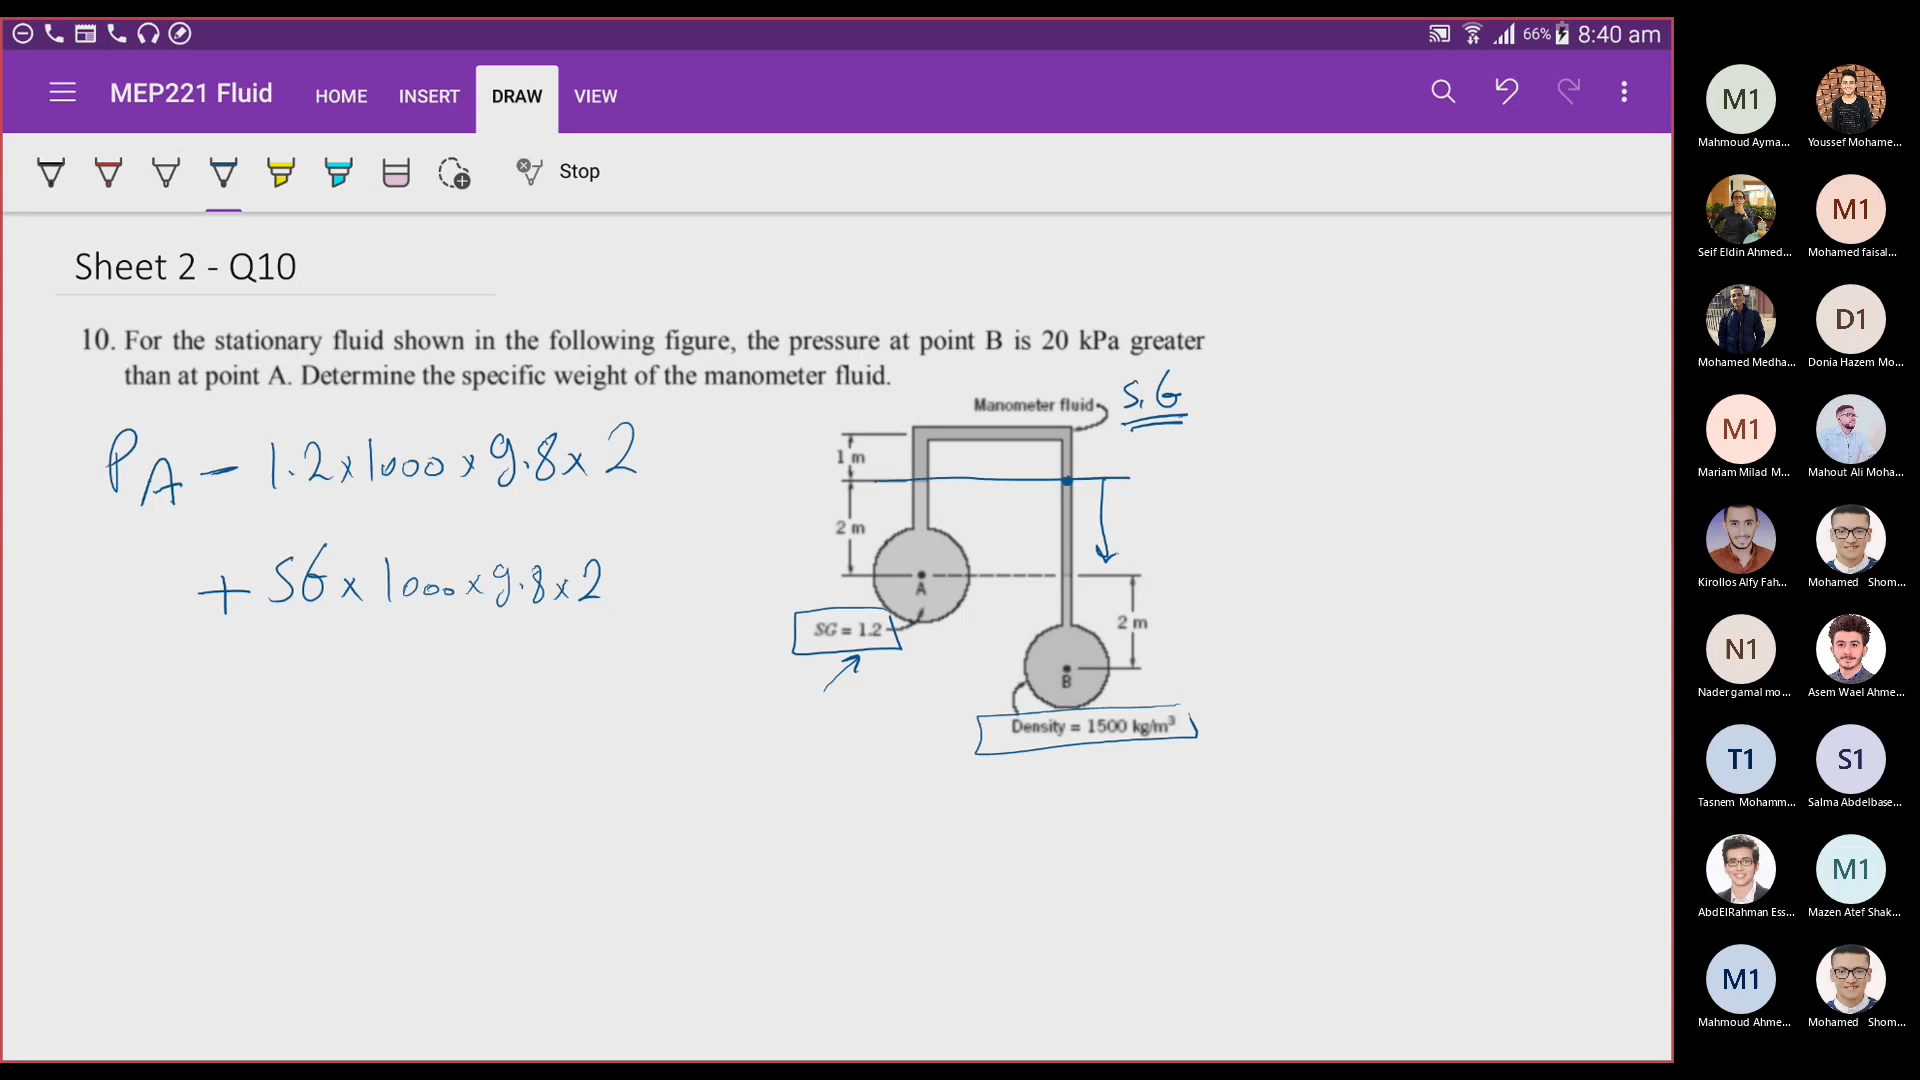 66% 8:40 am
MEP221 Fluid HOME INSERT DRAW VIEW
Stop
Sheet 2 - Q10
10. For the stationary fluid shown in the following figure, the pressure at point B is 20 kPa greater
than at point A. Determine the specific weight of the manometer fluid.
Manometer fluid
S.G
1 m
2 m
A
SG = 1.2
2 m
B
Density = 1500 kg/m³
PA - 1.2 x 1000 x 9.8 x 2
+ SG x 1000 x 9.8 x 2
M1
Mahmoud Ayma... Youssef Mohame...
M1
Seif Eldin Ahmed... Mohamed faisal...
D1
Mohamed Medha... Donia Hazem Mo...
M1
Mariam Milad M... Mahout Ali Moha...
Kirollos Alfy Fah... Mohamed Shom...
N1
Nader gamal mo... Asem Wael Ahme...
T1 S1
Tasnem Mohamm... Salma Abdelbase...
M1
AbdElRahman Ess... Mazen Atef Shak...
M1
Mahmoud Ahme... Mohamed Shom...